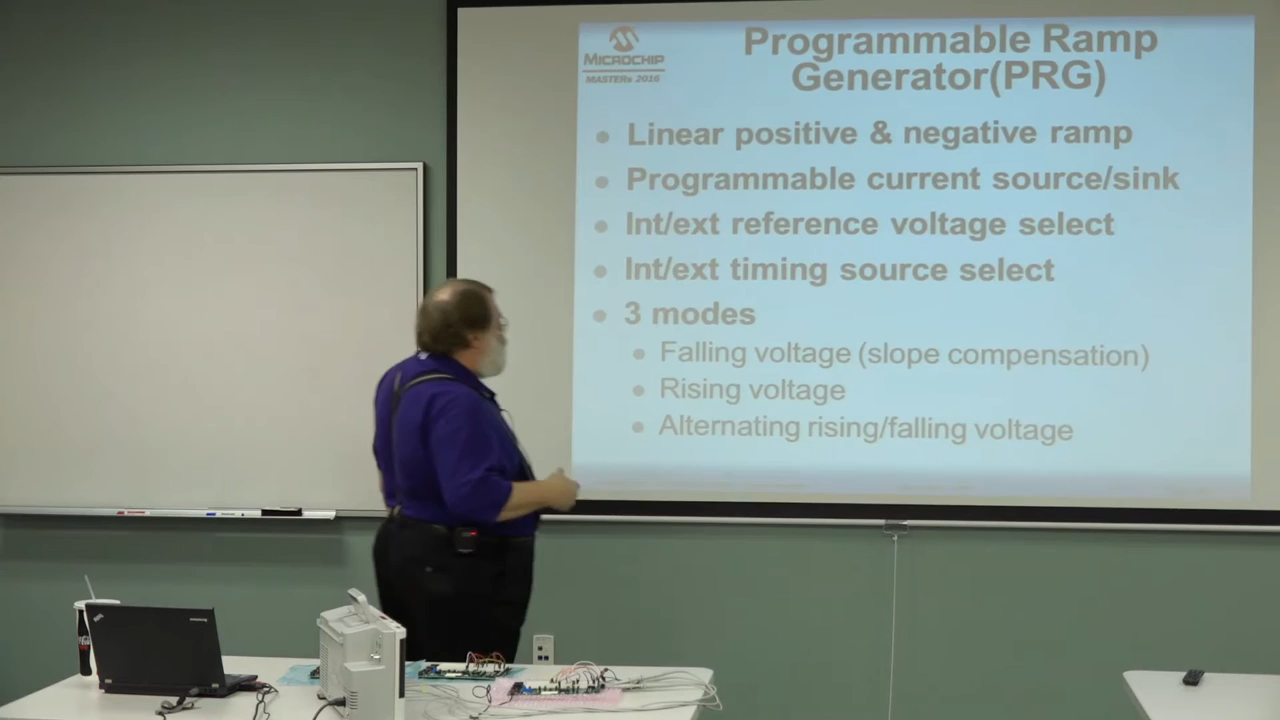 Programmable Ramp
Generator(PRG)
MICROCHIP
MASTERs 2016
Linear positive & negative ramp
Programmable current source/sink
Int/ext reference voltage select
Int/ext timing source select
3 modes
Falling voltage (slope compensation)
Rising voltage
Alternating rising/falling voltage